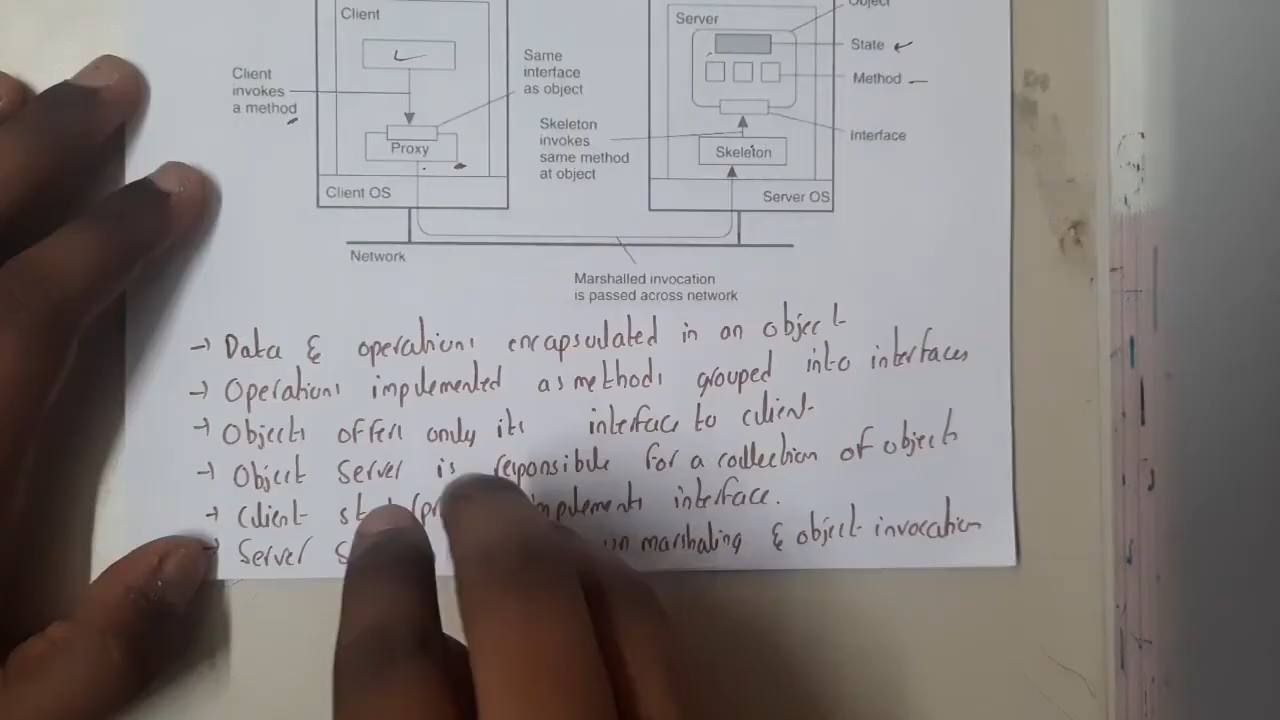 Object
Client
Server
State
Same
interface
as object
Client
invokes
a method
Method
Skeleton
invokes
same method
at object
Interface
Proxy
Skeleton
Client OS
Server OS
Network
Marshalled invocation
is passed across network
→ Data & operations encapsulated in an object
→ Operations implemented as methods grouped into interfaces
→ Objects offer only its interface to client
→ Object server is responsible for a collection of objects
→ Client implements interface.
→ Server marshaling & object invocation